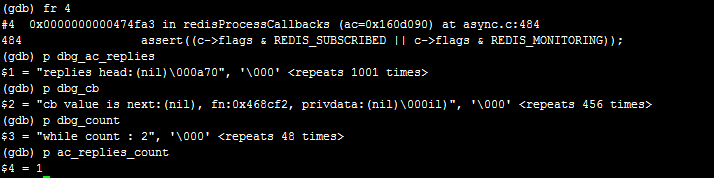 (gdb) fr 4
#4  0x0000000000474fa3 in redisProcessCallbacks (ac=0x160d090) at async.c:484
484                 assert((c->flags & REDIS_SUBSCRIBED || c->flags & REDIS_MONITORING));
(gdb) p dbg_ac_replies
$1 = "replies head:(nil)\000a70", '\000' <repeats 1001 times>
(gdb) p dbg_cb
$2 = "cb value is next:(nil), fn:0x468cf2, privdata:(nil)\000il)", '\000' <repeats 456 times>
(gdb) p dbg_count
$3 = "while count : 2", '\000' <repeats 48 times>
(gdb) p ac_replies_count
$4 = 1